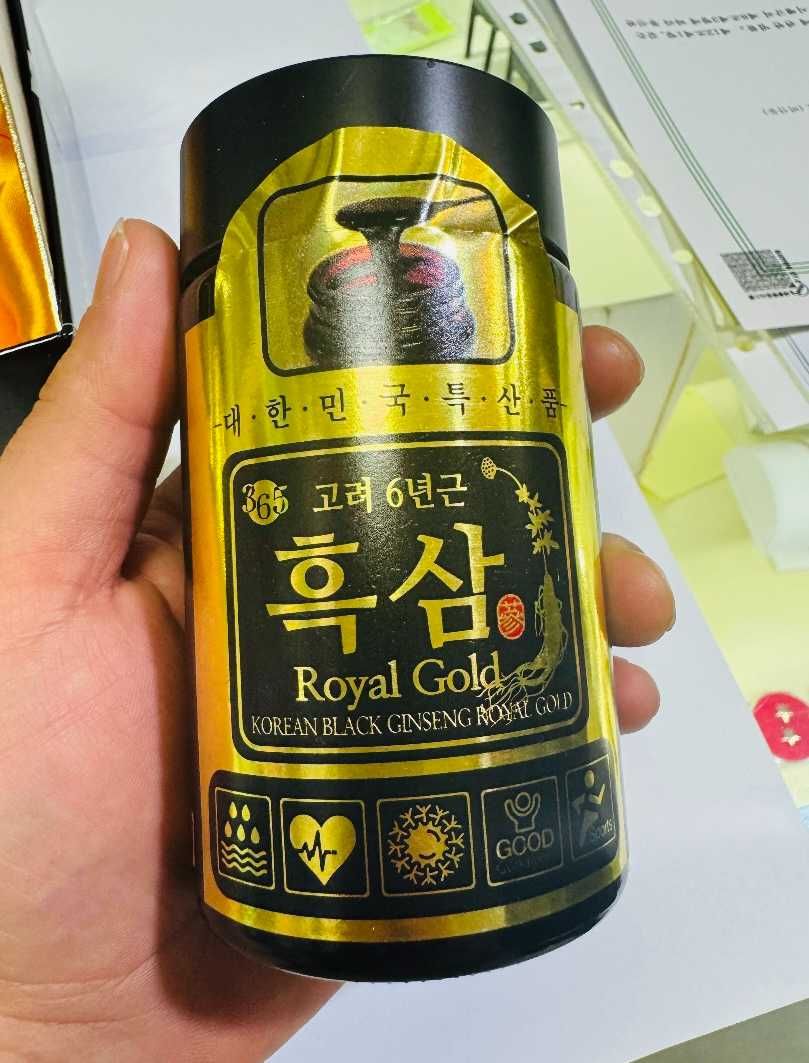 -대·한·민·국·특·산·품-
365 고려 6년근
흑삼
蔘
Royal Gold
KOREAN BLACK GINSENG ROYAL GOLD
GOOD
Sports